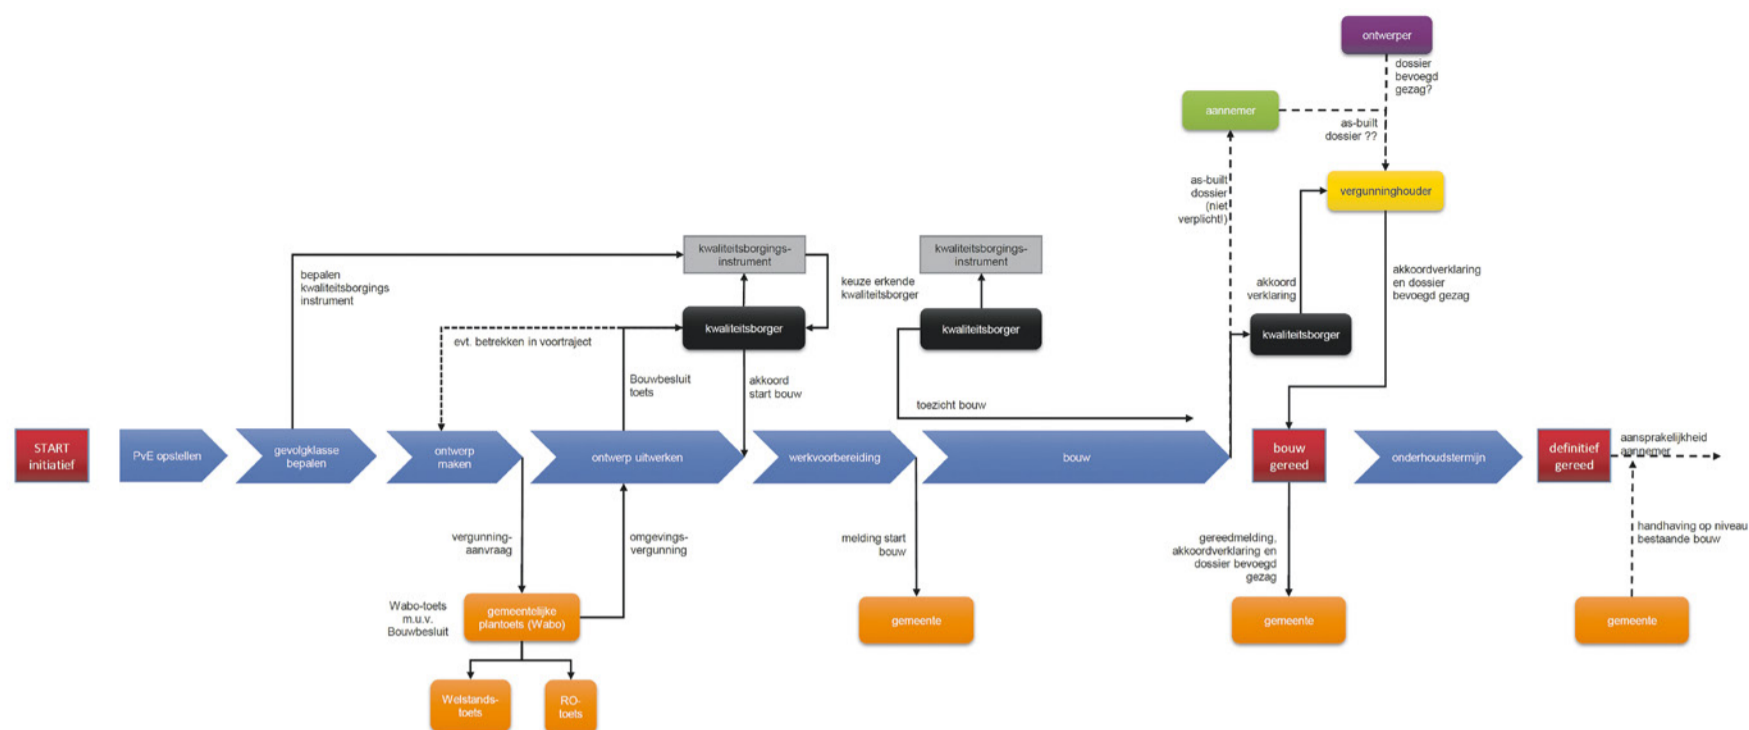 ontwerper
dossier
bevoegd
gezag?
aannemer
as-built
dossier ??
as-built
dossier
(niet
verplicht!)
vergunninghouder
kwaliteitsborgings-
instrument
kwaliteitsborgings-
instrument
bepalen
kwaliteitsborgings
instrument
keuze erkende
kwaliteitsborger
akkoord
verklaring
akkoordverklaring
en dossier
bevoegd gezag
kwaliteitsborger
kwaliteitsborger
kwaliteitsborger
evt. betrekken in voortraject
Bouwbesluit
toets
akkoord
start bouw
toezicht bouw
START
initiatief
PvE opstellen
gevolgklasse
bepalen
ontwerp
maken
ontwerp uitwerken
werkvoorbereiding
bouw
bouw
gereed
onderhoudstermijn
definitief
gereed
aansprakelijkheid
aannemer
vergunning-
aanvraag
omgevings-
vergunning
melding start
bouw
gereedmelding,
akkoordverklaring en
dossier bevoegd
gezag
handhaving op niveau
bestaande bouw
Wabo-toets
m.u.v.
Bouwbesluit
gemeentelijke
plantoets (Wabo)
gemeente
gemeente
gemeente
Welstands-
toets
RO-
toets